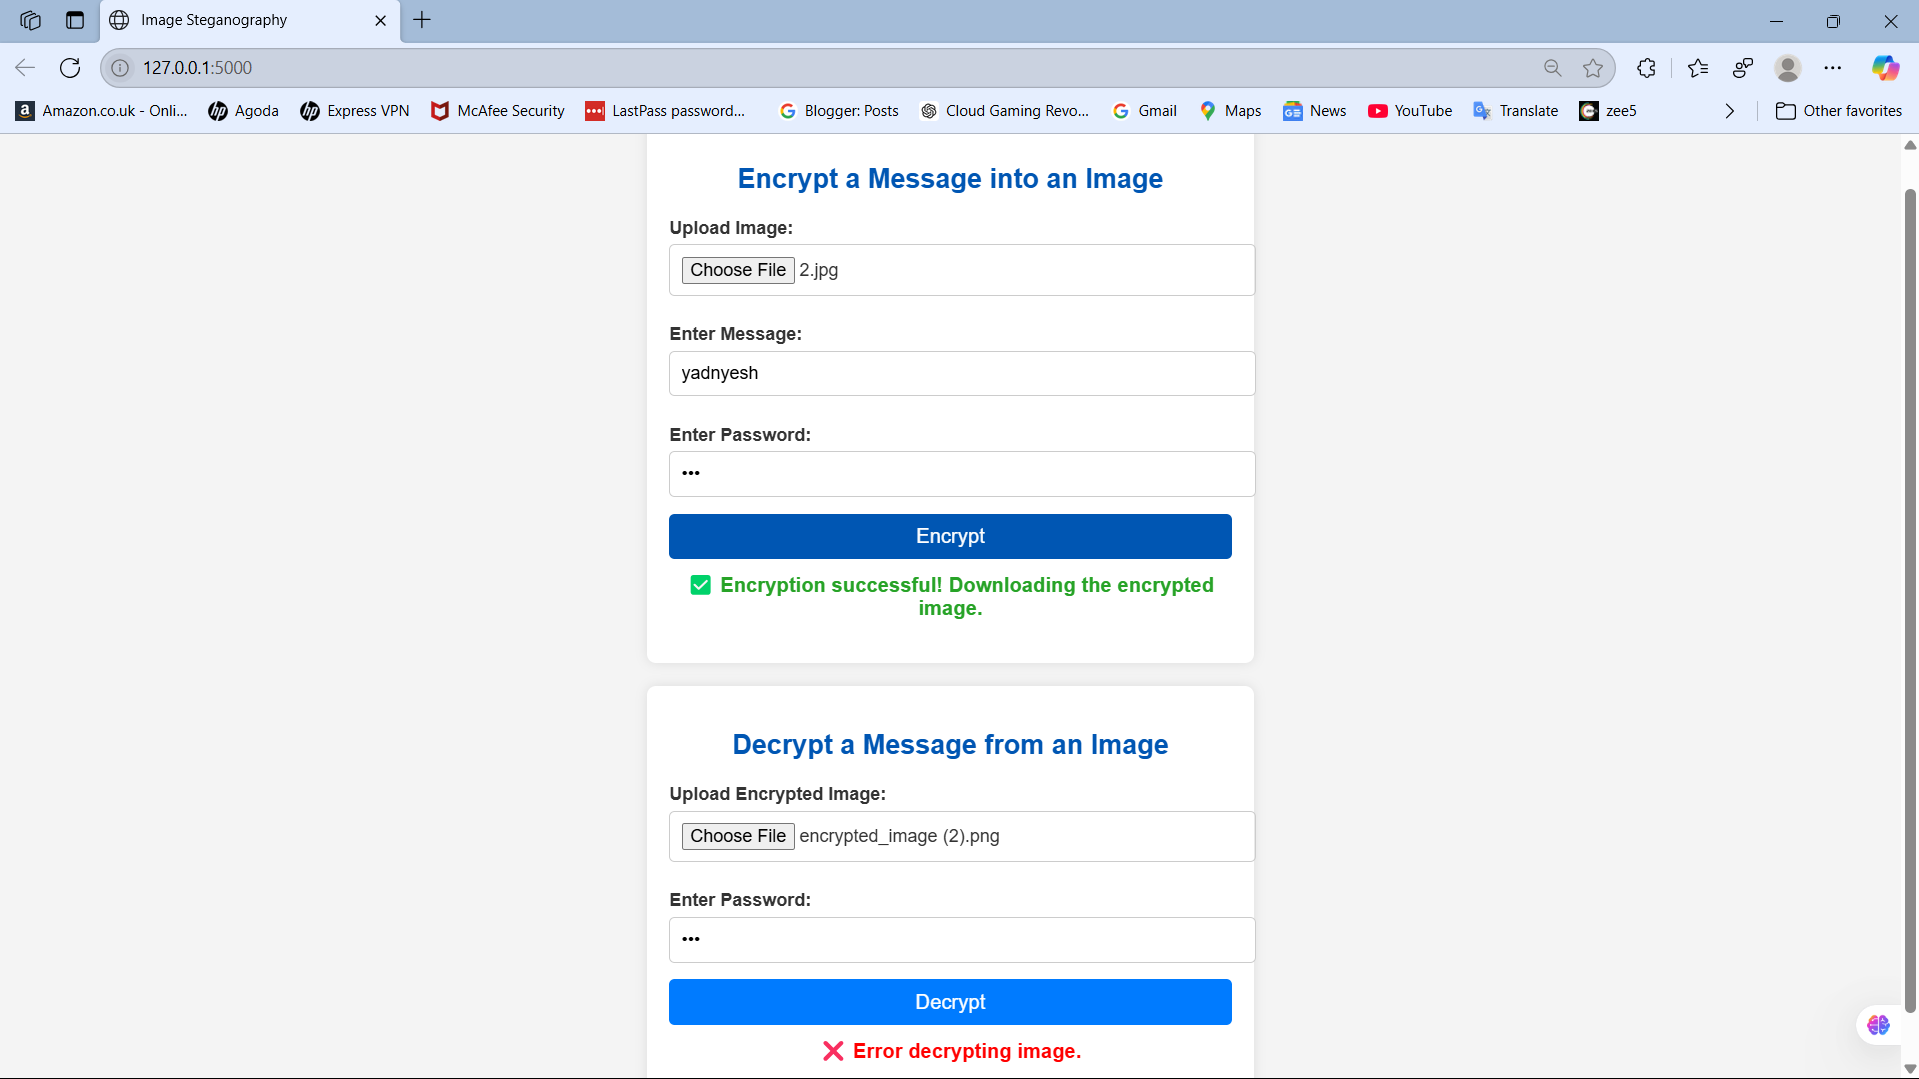 Image Steganography
127.0.0.1:5000
Amazon.co.uk - Onli... Agoda Express VPN McAfee Security LastPass password... Blogger: Posts Cloud Gaming Revo... Gmail Maps News YouTube Translate zee5 Other favorites
Encrypt a Message into an Image
Upload Image:
Choose File 2.jpg
Enter Message:
yadnyesh
Enter Password:
•••
Encrypt
✅ Encryption successful! Downloading the encrypted
image.
Decrypt a Message from an Image
Upload Encrypted Image:
Choose File encrypted_image (2).png
Enter Password:
•••
Decrypt
❌ Error decrypting image.